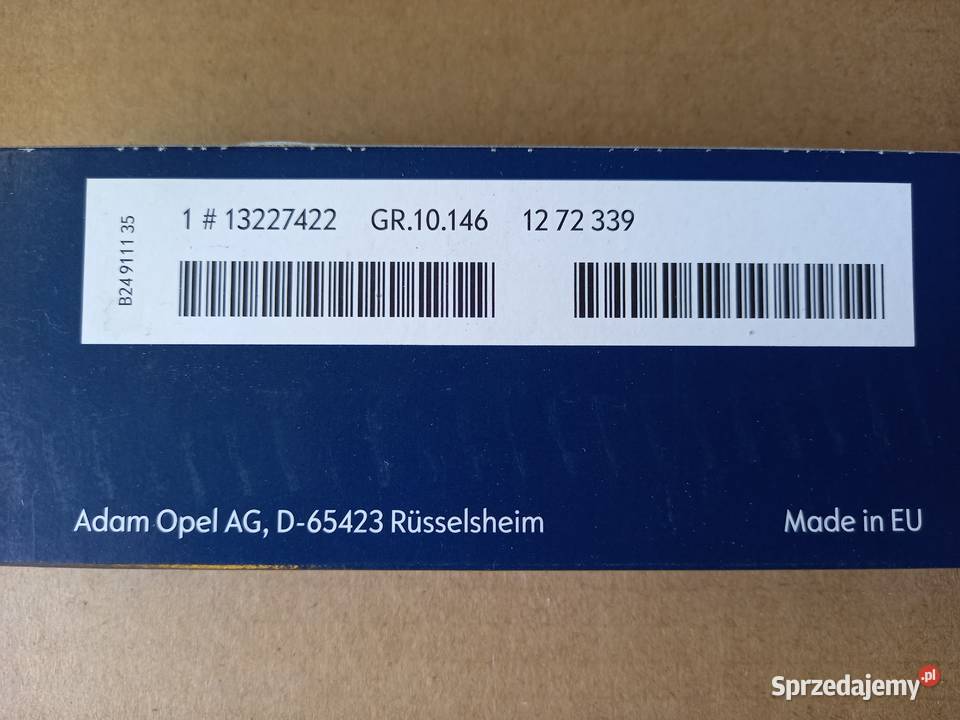 B24 9111 35
1 # 13227422 GR.10.146 12 72 339
Adam Opel AG, D-65423 Rüsselsheim
Made in EU
Sprzedajemy.pl